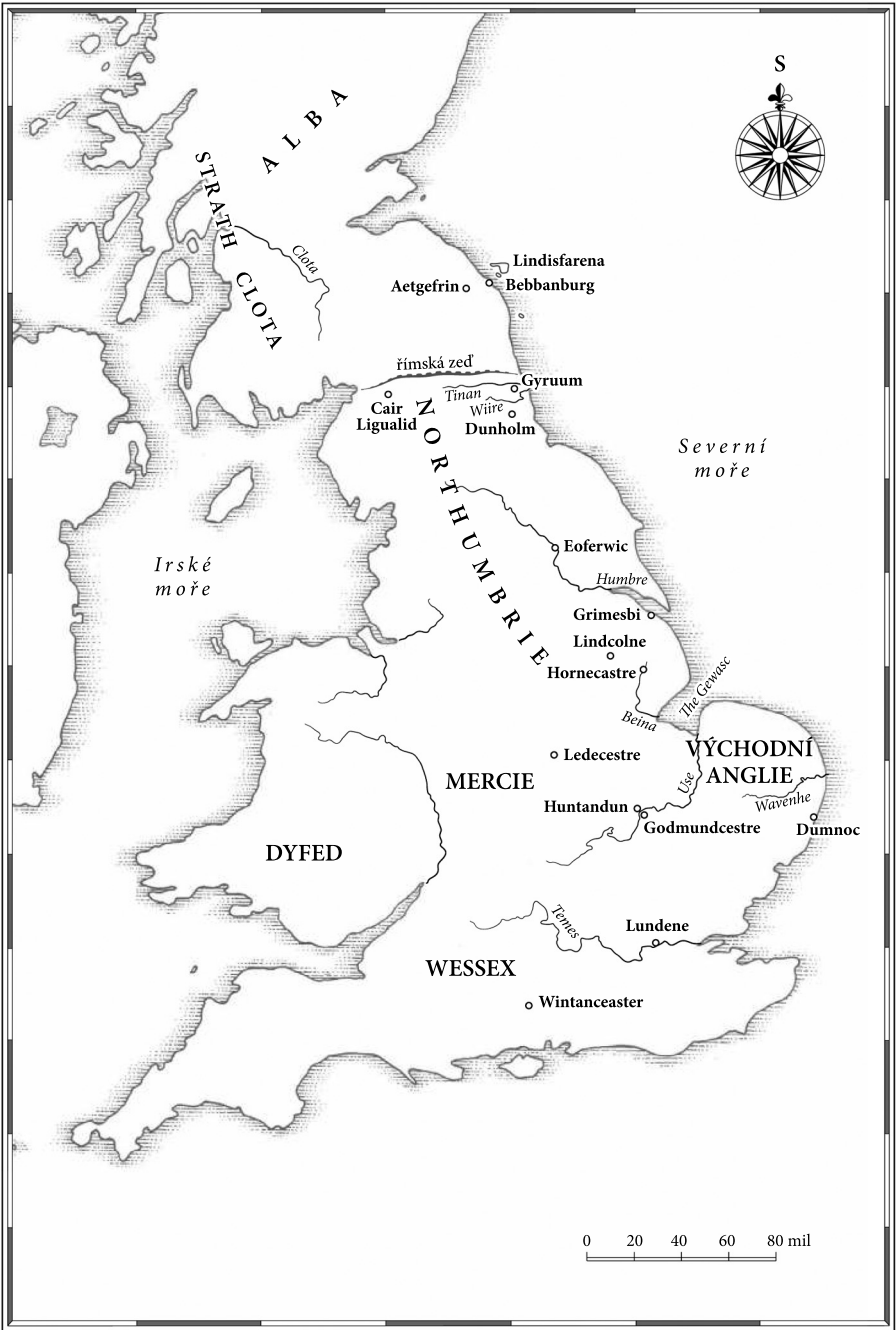 S
ALBA
STRATH CLOTA
Clota
Lindisfarena
Aetgefrin
Bebbanburg
římská zeď
Gyruum
Tinan
Cair
Ligualid
Wiire
Dunholm
NORTHUMBRIE
Severní
moře
Eoferwic
Irské
moře
Humbre
Grimesbi
Lindcolne
Hornecastre
The Gewasc
Beina
VÝCHODNÍ
ANGLIE
Ledecestre
MERCIE
Use
Wavenhe
Huntandun
Godmundcestre
Dumnoc
DYFED
Temes
Lundene
WESSEX
Wintanceaster
0 20 40 60 80 mil